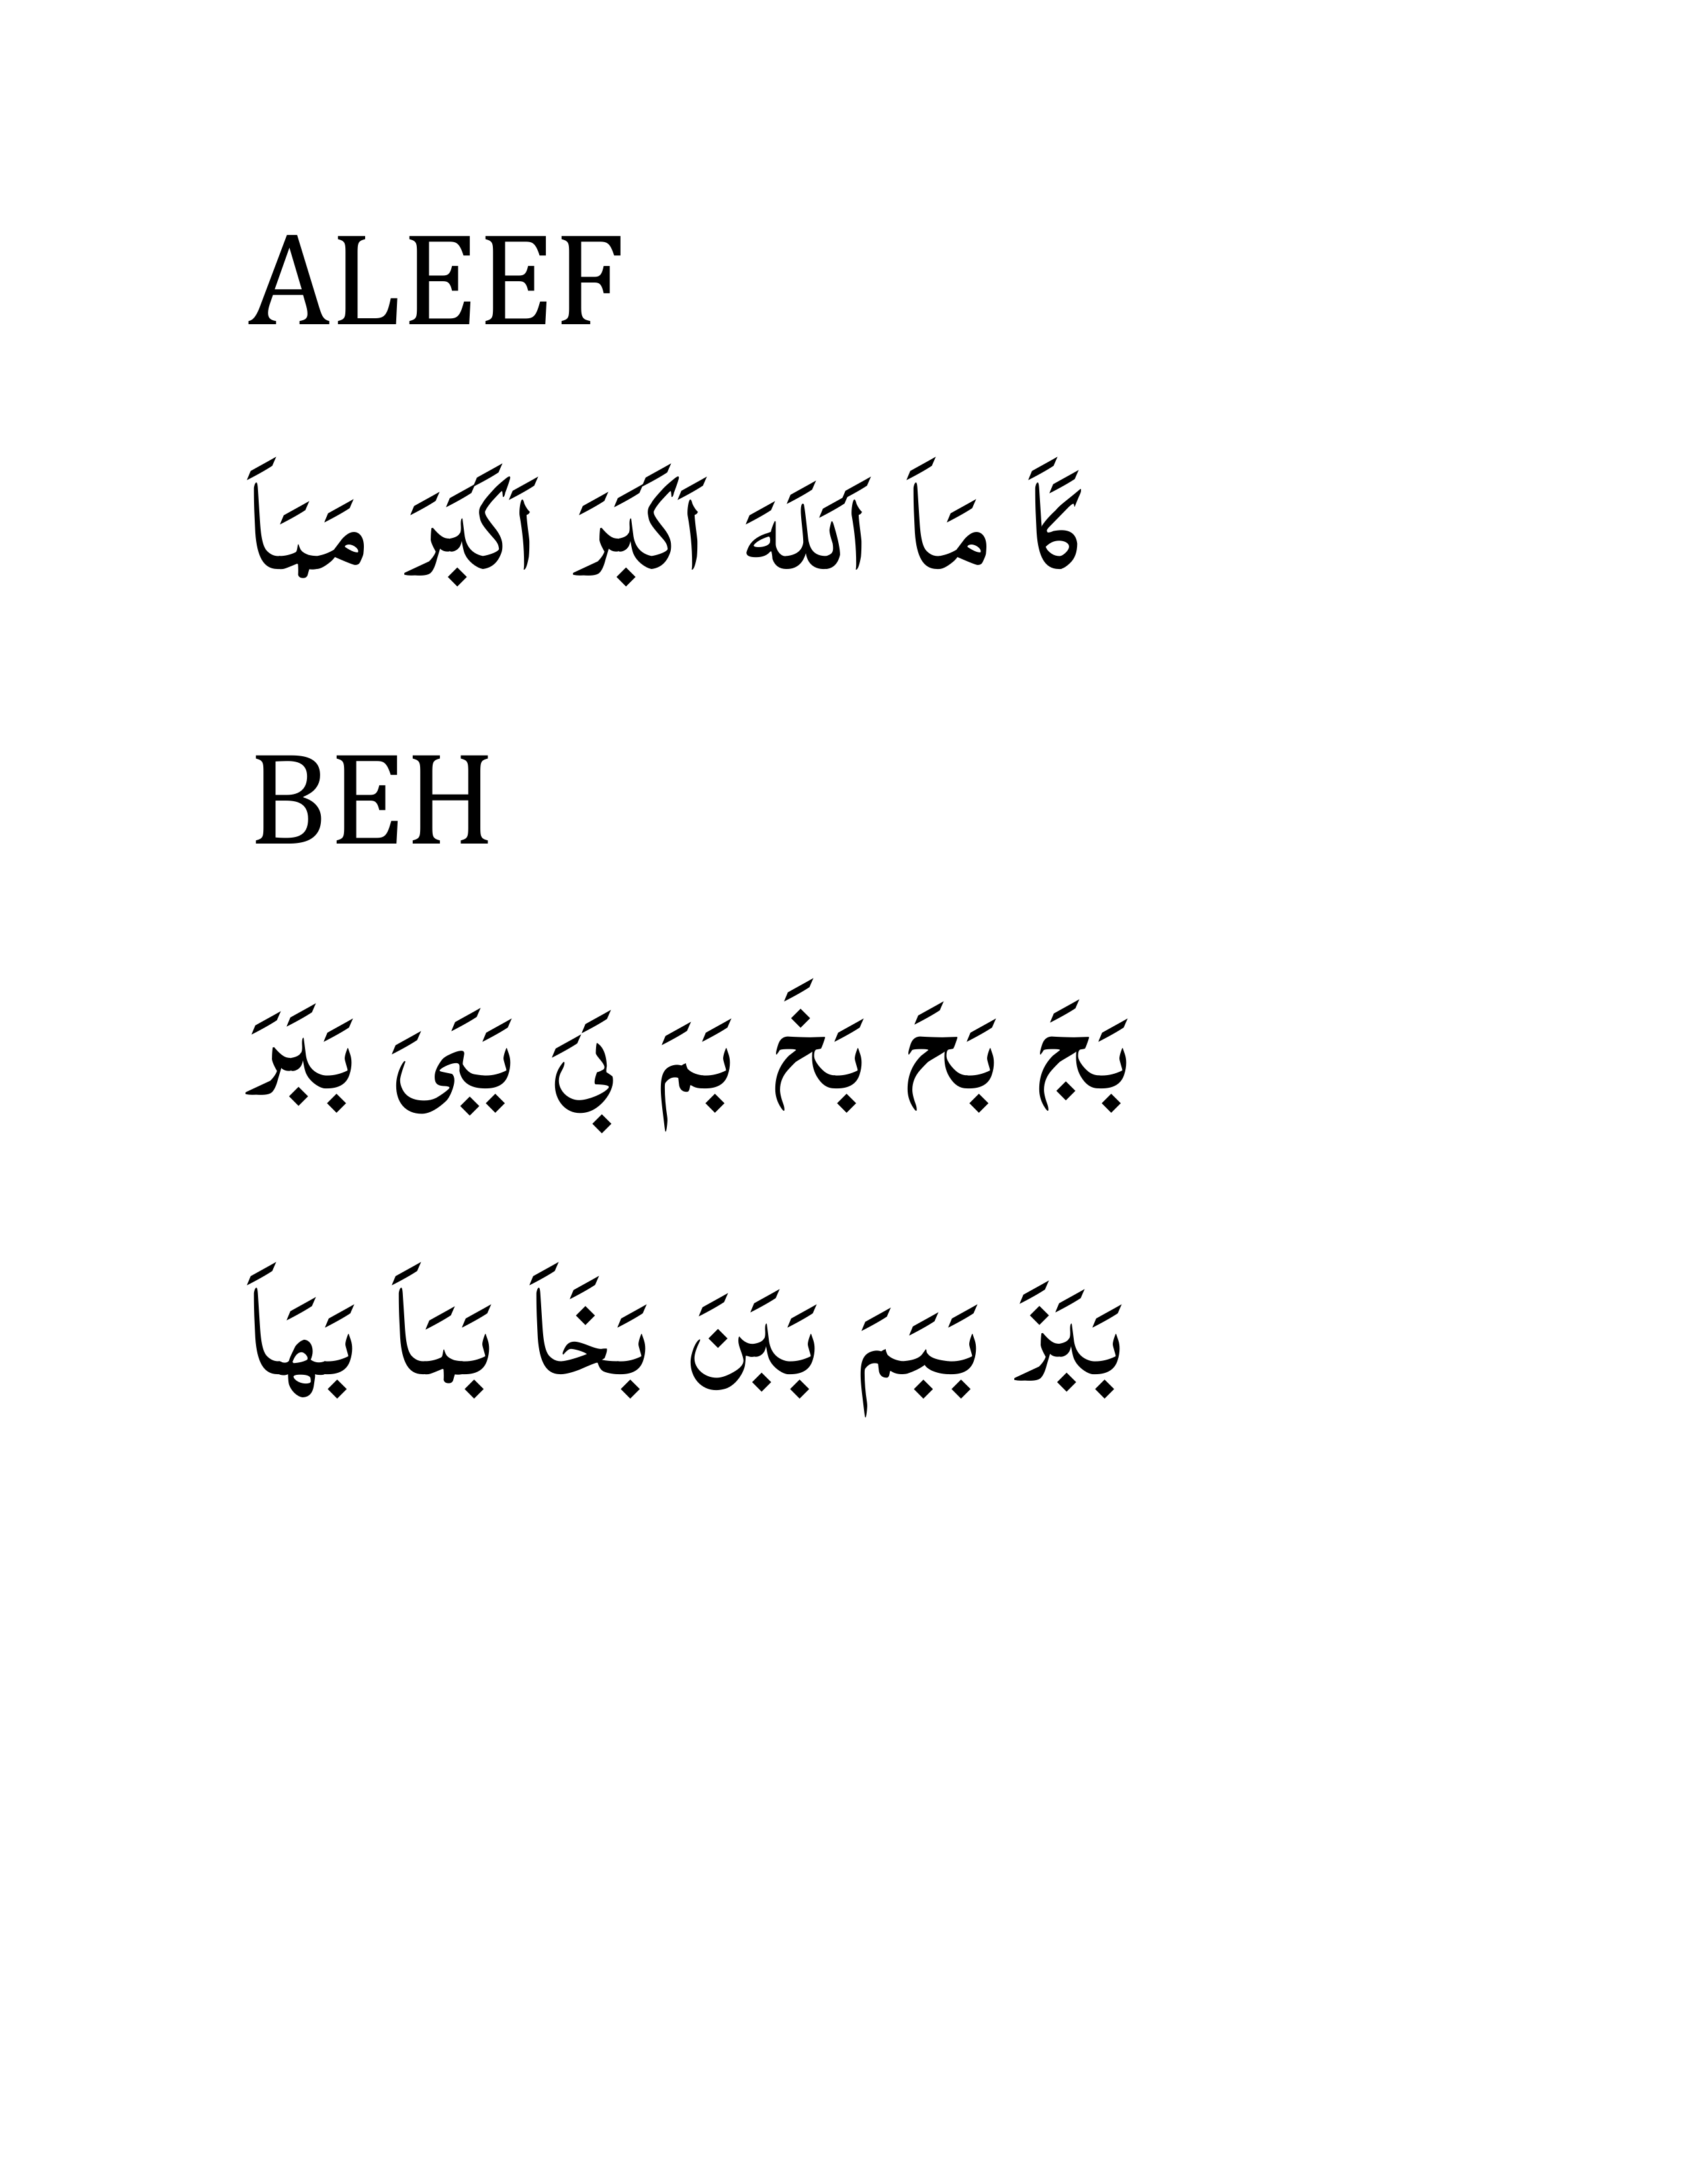 ALEEF
كَاَ مَاَ اَلَلَهَ اَكَبَرَ اَكَبَرَ مَمَاَ
BEH
بَجَ بَحَ بَخَ بَمَ بَىَ بَبَىَ بَبَرَ
بَبَزَ بَبَمَ بَبَنَ بَخَاَ بَمَاَ بَهَاَ